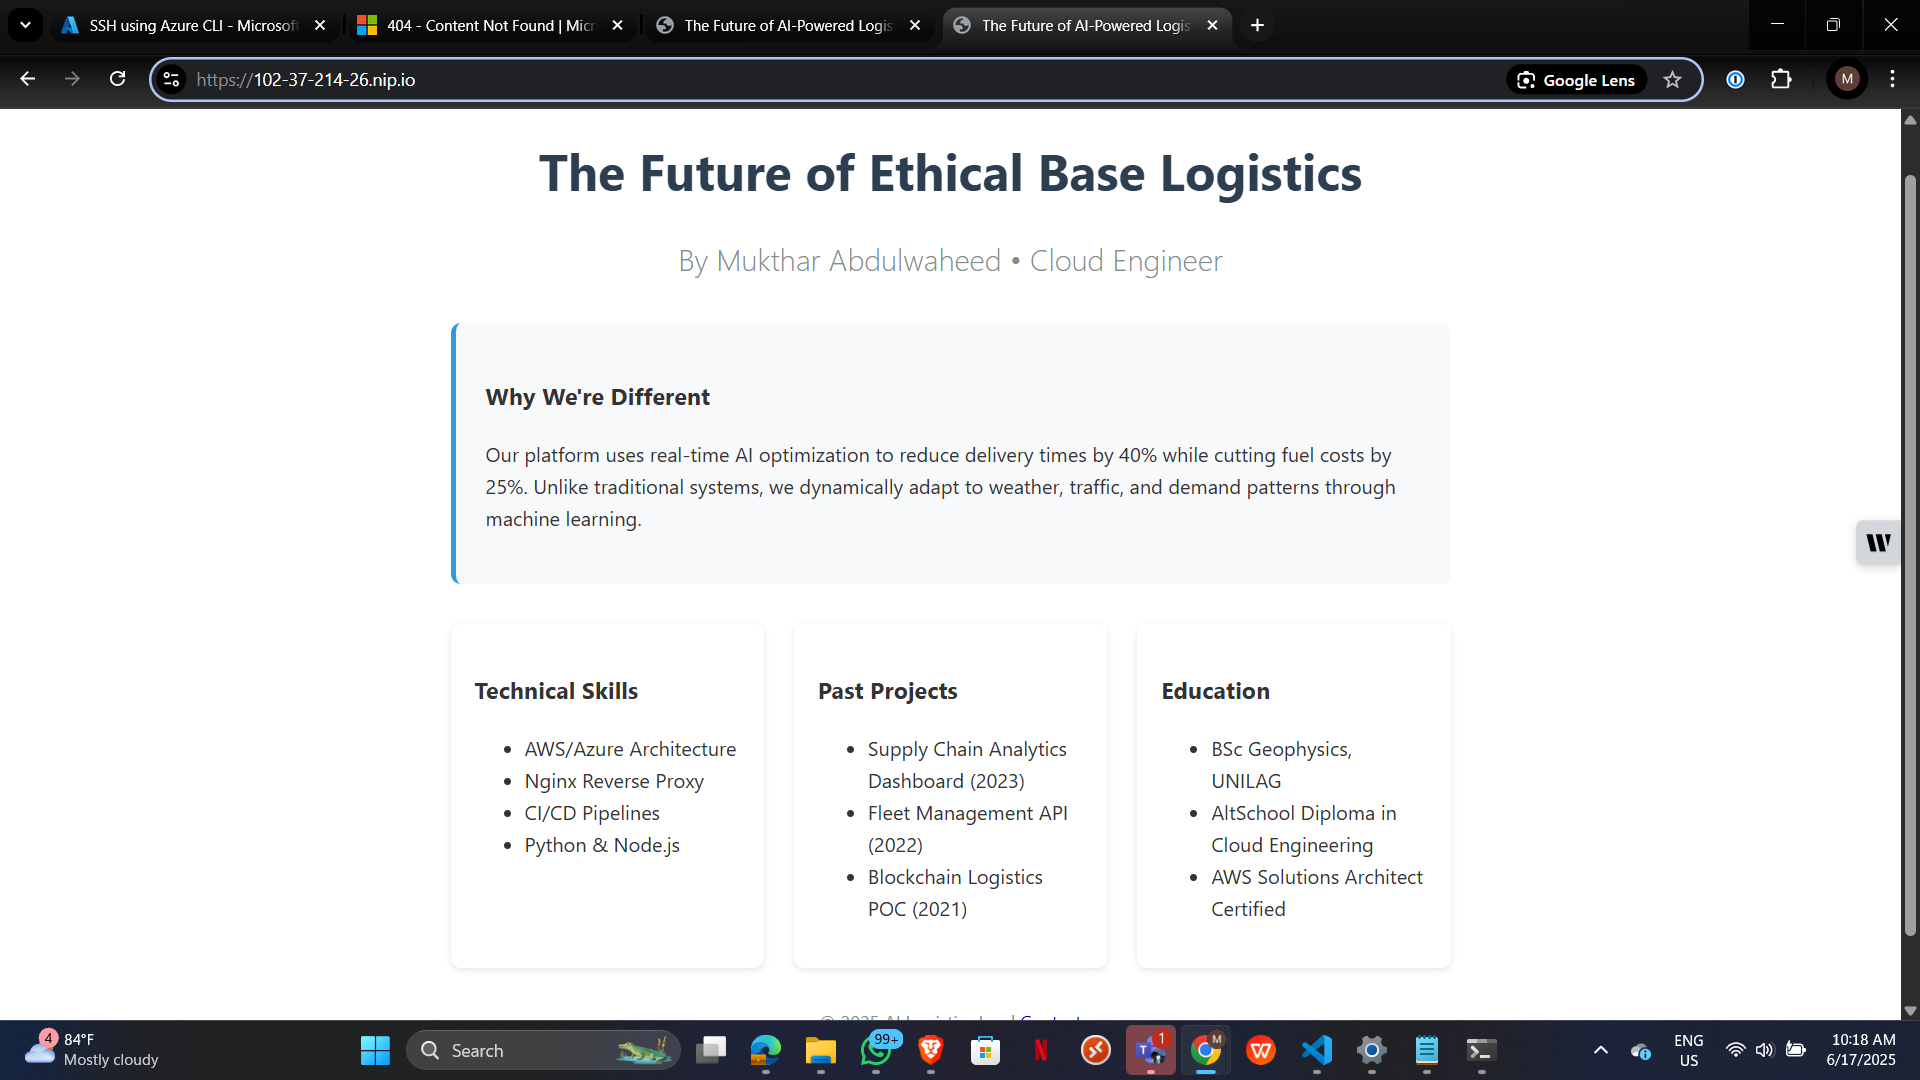 SSH using Azure CLI - Microsoft
404 - Content Not Found | Micr
The Future of AI-Powered Logis
The Future of AI-Powered Logis
https://102-37-214-26.nip.io
Google Lens
M
The Future of Ethical Base Logistics
By Mukthar Abdulwaheed • Cloud Engineer
Why We're Different
Our platform uses real-time AI optimization to reduce delivery times by 40% while cutting fuel costs by
25%. Unlike traditional systems, we dynamically adapt to weather, traffic, and demand patterns through
machine learning.
Technical Skills
• AWS/Azure Architecture
• Nginx Reverse Proxy
• CI/CD Pipelines
• Python & Node.js
Past Projects
• Supply Chain Analytics
Dashboard (2023)
• Fleet Management API
(2022)
• Blockchain Logistics
POC (2021)
Education
• BSc Geophysics,
UNILAG
• AltSchool Diploma in
Cloud Engineering
• AWS Solutions Architect
Certified
4
84°F
Mostly cloudy
Search
99+
1
M
ENG
US
10:18 AM
6/17/2025